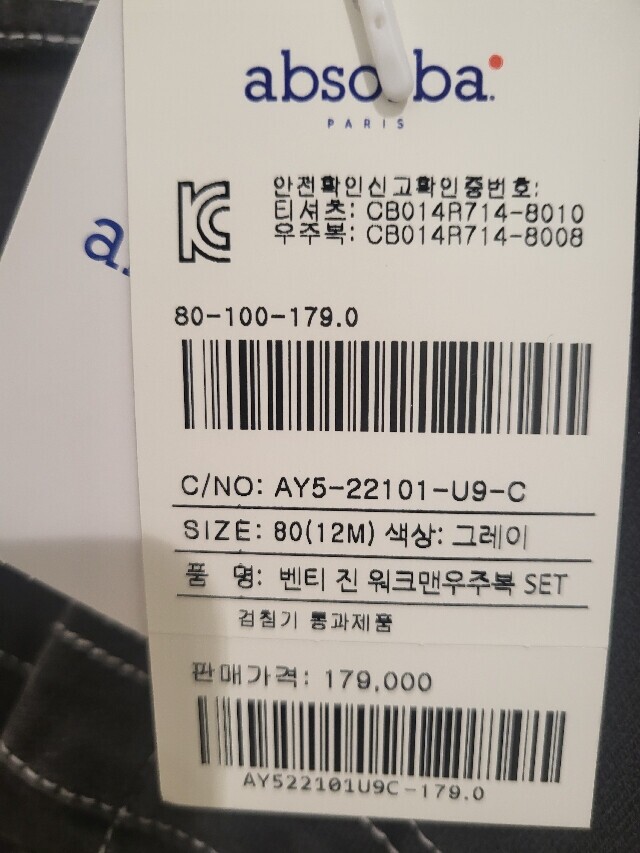 absorba.
PARIS
안전확인신고확인증번호:
티셔츠: CB014R714-8010
우주복: CB014R714-8008
a
80-100-179.0
C/NO: AY5-22101-U9-C
SIZE: 80(12M) 색상: 그레이
품 명: 벤티 진 워크맨우주복 SET
검침기 통과제품
판매가격: 179,000
AY522101U9C-179.0